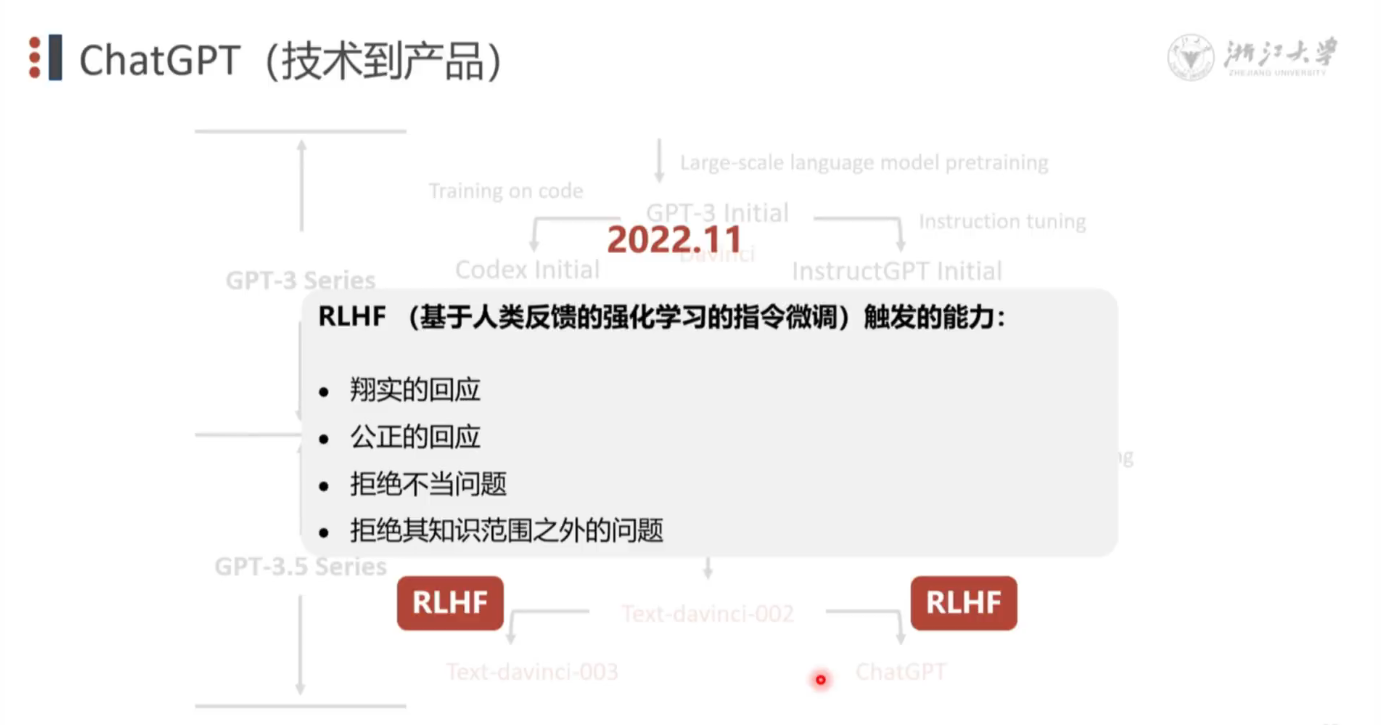 ChatGPT（技术到产品）
浙江大学
ZHEJIANG UNIVERSITY
Large-scale language model pretraining
Training on code
GPT-3 Initial
Instruction tuning
2022.11
Davinci
Codex Initial
InstructGPT Initial
GPT-3 Series
RLHF （基于人类反馈的强化学习的指令微调）触发的能力：
• 翔实的回应
• 公正的回应
• 拒绝不当问题
• 拒绝其知识范围之外的问题
GPT-3.5 Series
RLHF
RLHF
Text-davinci-002
Text-davinci-003
ChatGPT